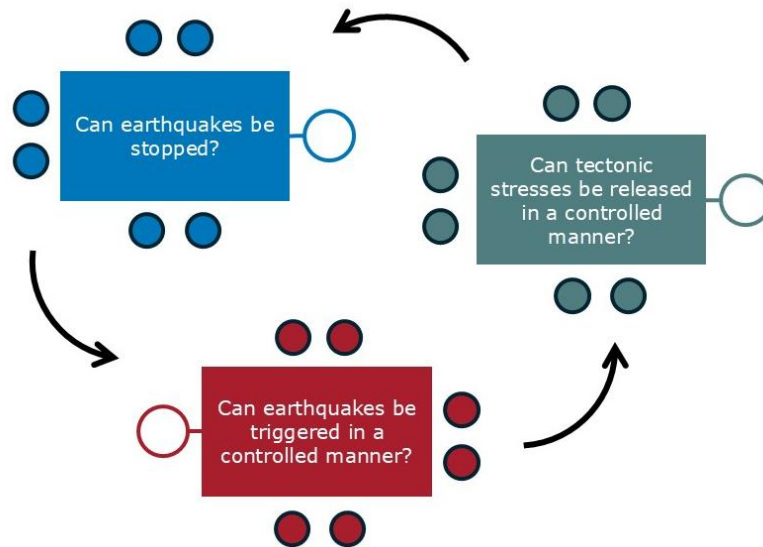 Can earthquakes be
stopped?
Can tectonic
stresses be released
in a controlled
manner?
Can earthquakes be
triggered in a
controlled manner?